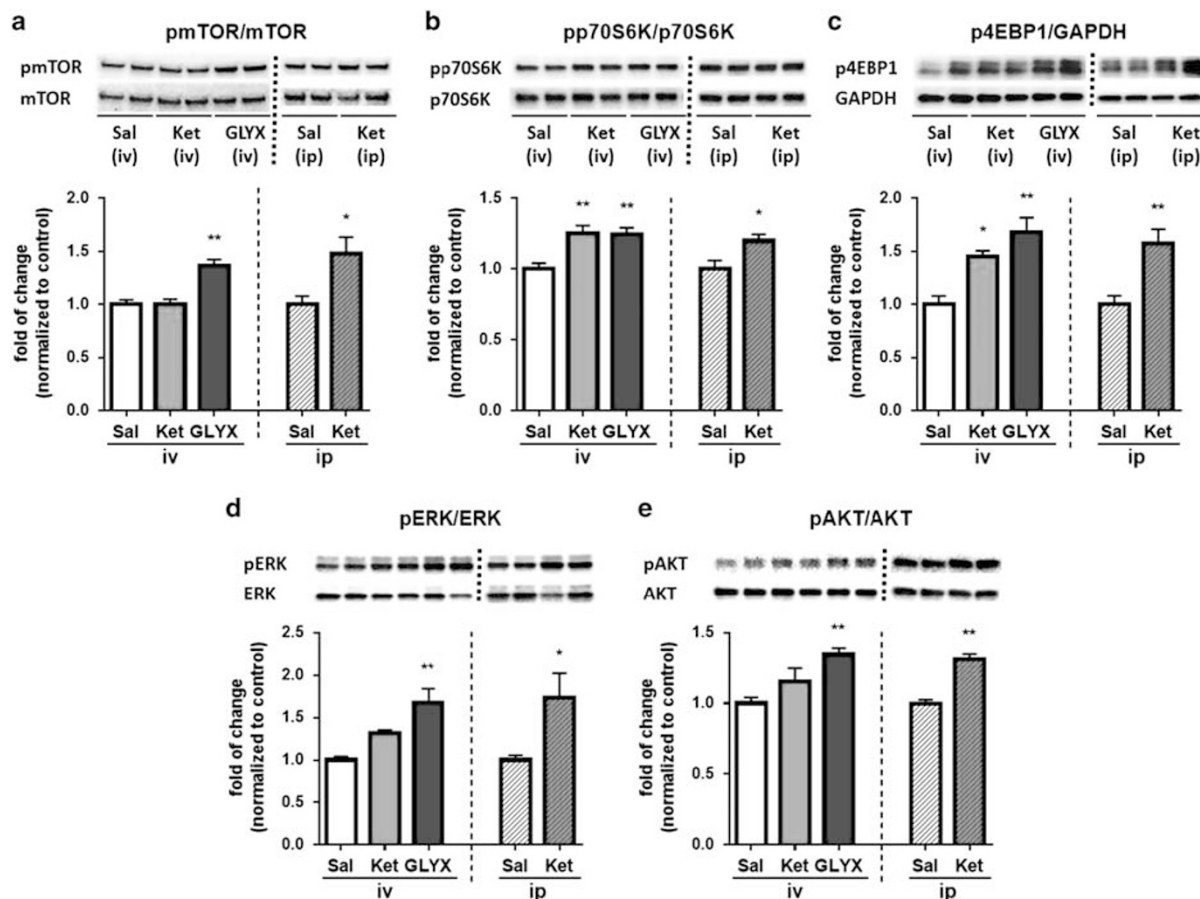 a
pmTOR/mTOR
pmTOR
mTOR
Sal Ket GLYX Sal Ket
(iv) (iv) (iv) (ip) (ip)
fold of change
(normalized to control)
2.0
1.5
1.0
0.5
0.0
** *
Sal Ket GLYX Sal Ket
iv ip
b
pp70S6K/p70S6K
pp70S6K
p70S6K
Sal Ket GLYX Sal Ket
(iv) (iv) (iv) (ip) (ip)
fold of change
(normalized to control)
1.5
1.0
0.5
0.0
** ** *
Sal Ket GLYX Sal Ket
iv ip
c
p4EBP1/GAPDH
p4EBP1
GAPDH
Sal Ket GLYX Sal Ket
(iv) (iv) (iv) (ip) (ip)
fold of change
(normalized to control)
2.0
1.5
1.0
0.5
0.0
* ** **
Sal Ket GLYX Sal Ket
iv ip
d
pERK/ERK
pERK
ERK
fold of change
(normalized to control)
2.5
2.0
1.5
1.0
0.5
0.0
** *
Sal Ket GLYX Sal Ket
iv ip
e
pAKT/AKT
pAKT
AKT
fold of change
(normalized to control)
1.5
1.0
0.5
0.0
** **
Sal Ket GLYX Sal Ket
iv ip